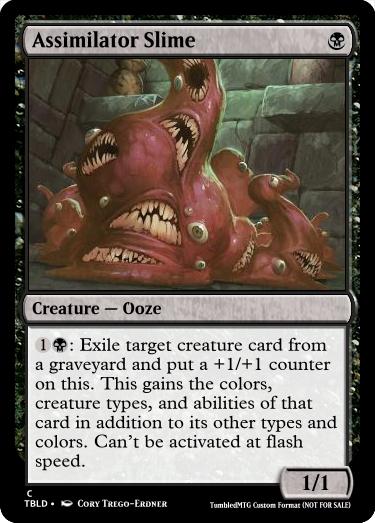 Assimilator Slime
Creature — Ooze
1: Exile target creature card from
a graveyard and put a +1/+1 counter
on this. This gains the colors,
creature types, and abilities of that
card in addition to its other types and
colors. Can't be activated at flash
speed.
1/1
C
TBLD • Cory Trego-Erdner
TumbledMTG Custom Format (NOT FOR SALE)